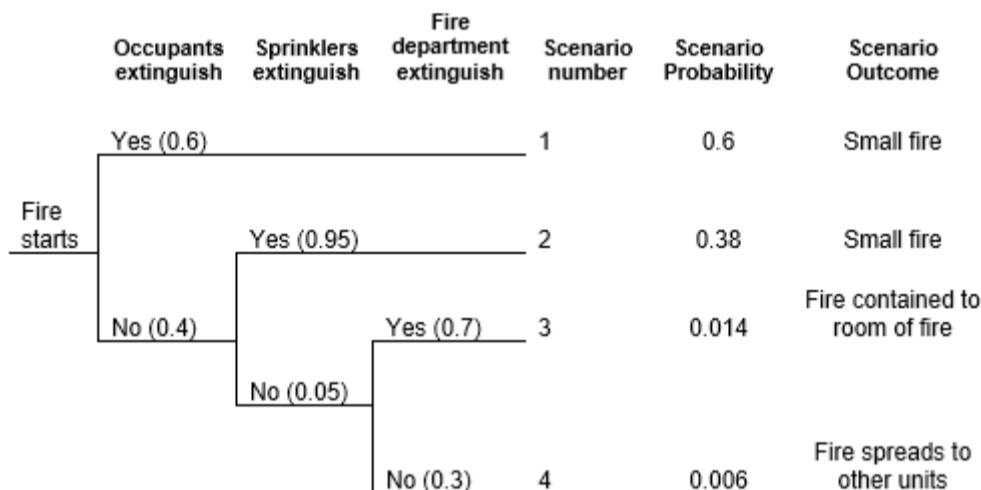 Occupants extinguish
Sprinklers extinguish
Fire department extinguish
Scenario number
Scenario Probability
Scenario Outcome
Yes (0.6)
1
0.6
Small fire
Fire starts
Yes (0.95)
2
0.38
Small fire
No (0.4)
Yes (0.7)
3
0.014
Fire contained to room of fire
No (0.05)
No (0.3)
4
0.006
Fire spreads to other units